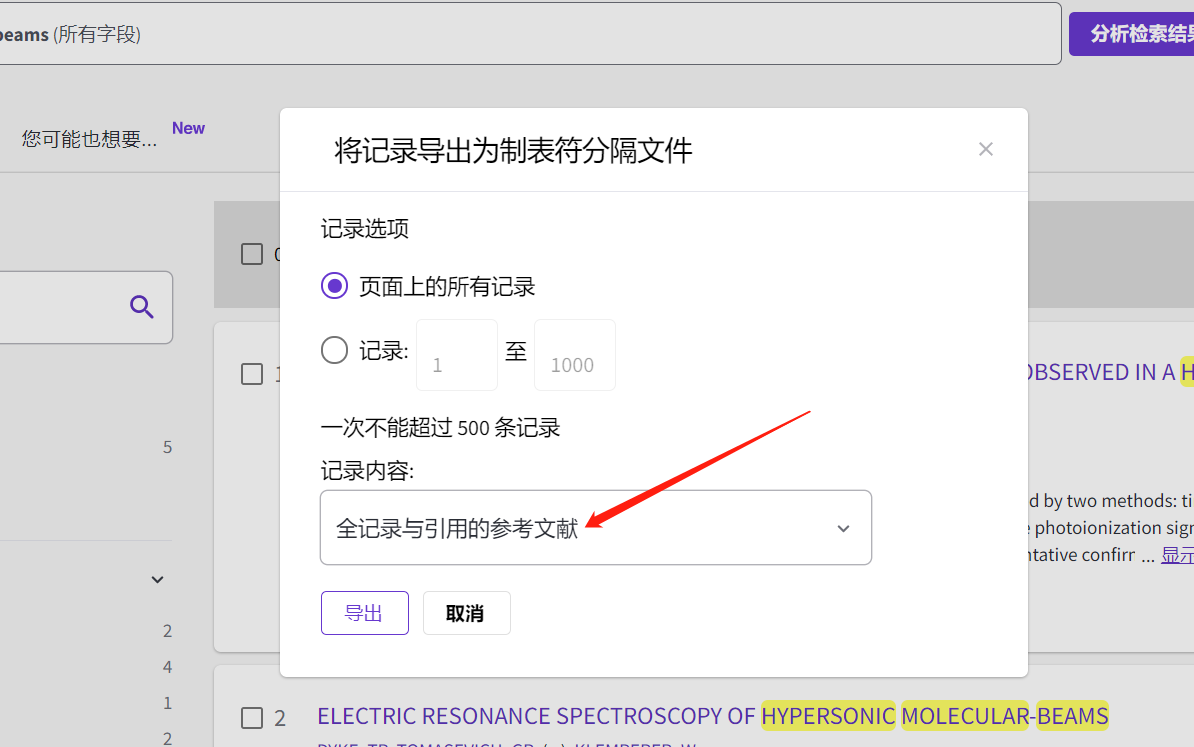 beams (所有字段)
分析检索结果
您可能也想要...
New
将记录导出为制表符分隔文件
记录选项
页面上的所有记录
记录: 1 至 1000
一次不能超过 500 条记录
记录内容:
全记录与引用的参考文献
导出 取消
5
2
4
1
2
1
OBSERVED IN A H
d by two methods: ti
photoionization sigr
ntative confirr ... 显示
2 ELECTRIC RESONANCE SPECTROSCOPY OF HYPERSONIC MOLECULAR-BEAMS